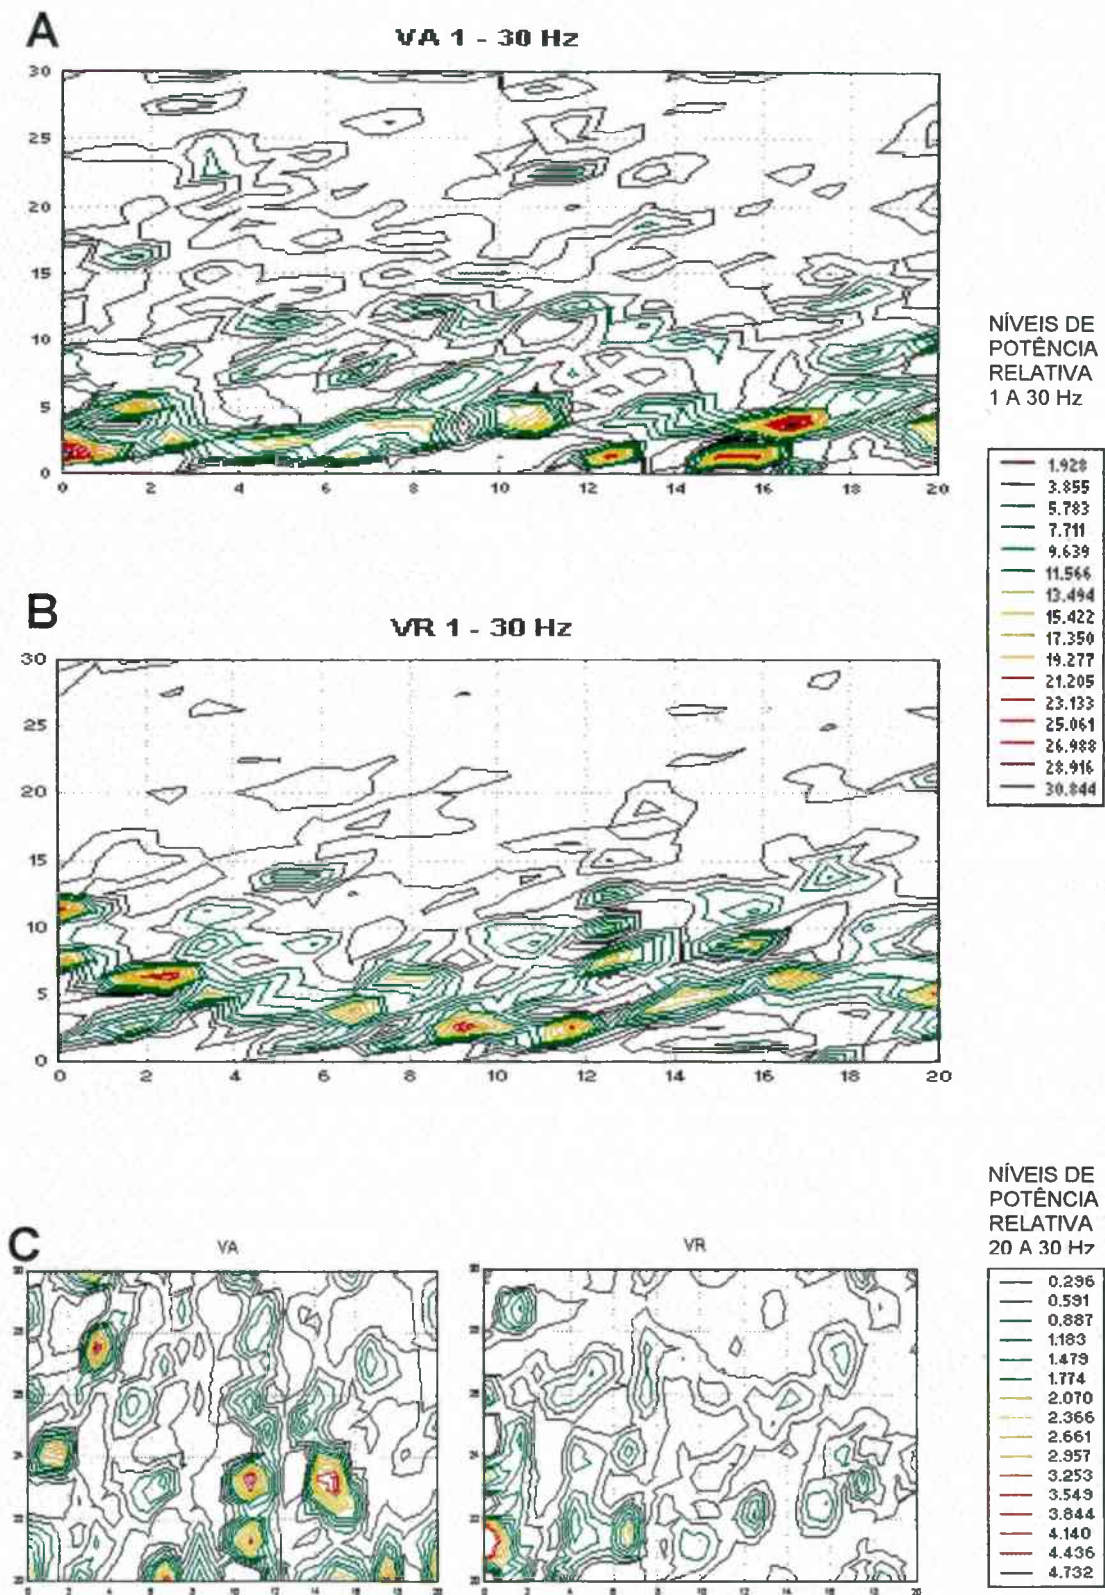 A
VA 1 - 30 Hz
30
25
20
15
10
5
0
0 2 4 6 8 10 12 14 16 18 20
NÍVEIS DE
POTÊNCIA
RELATIVA
1 A 30 Hz
1.928
3.855
5.783
7.711
9.639
11.566
13.494
15.422
17.350
19.277
21.205
23.133
25.061
26.988
28.916
30.844
B
VR 1 - 30 Hz
30
25
20
15
10
5
0
0 2 4 6 8 10 12 14 16 18 20
C
VA
VR
NÍVEIS DE
POTÊNCIA
RELATIVA
20 A 30 Hz
0.296
0.591
0.887
1.183
1.479
1.774
2.070
2.366
2.661
2.957
3.253
3.549
3.844
4.140
4.436
4.732